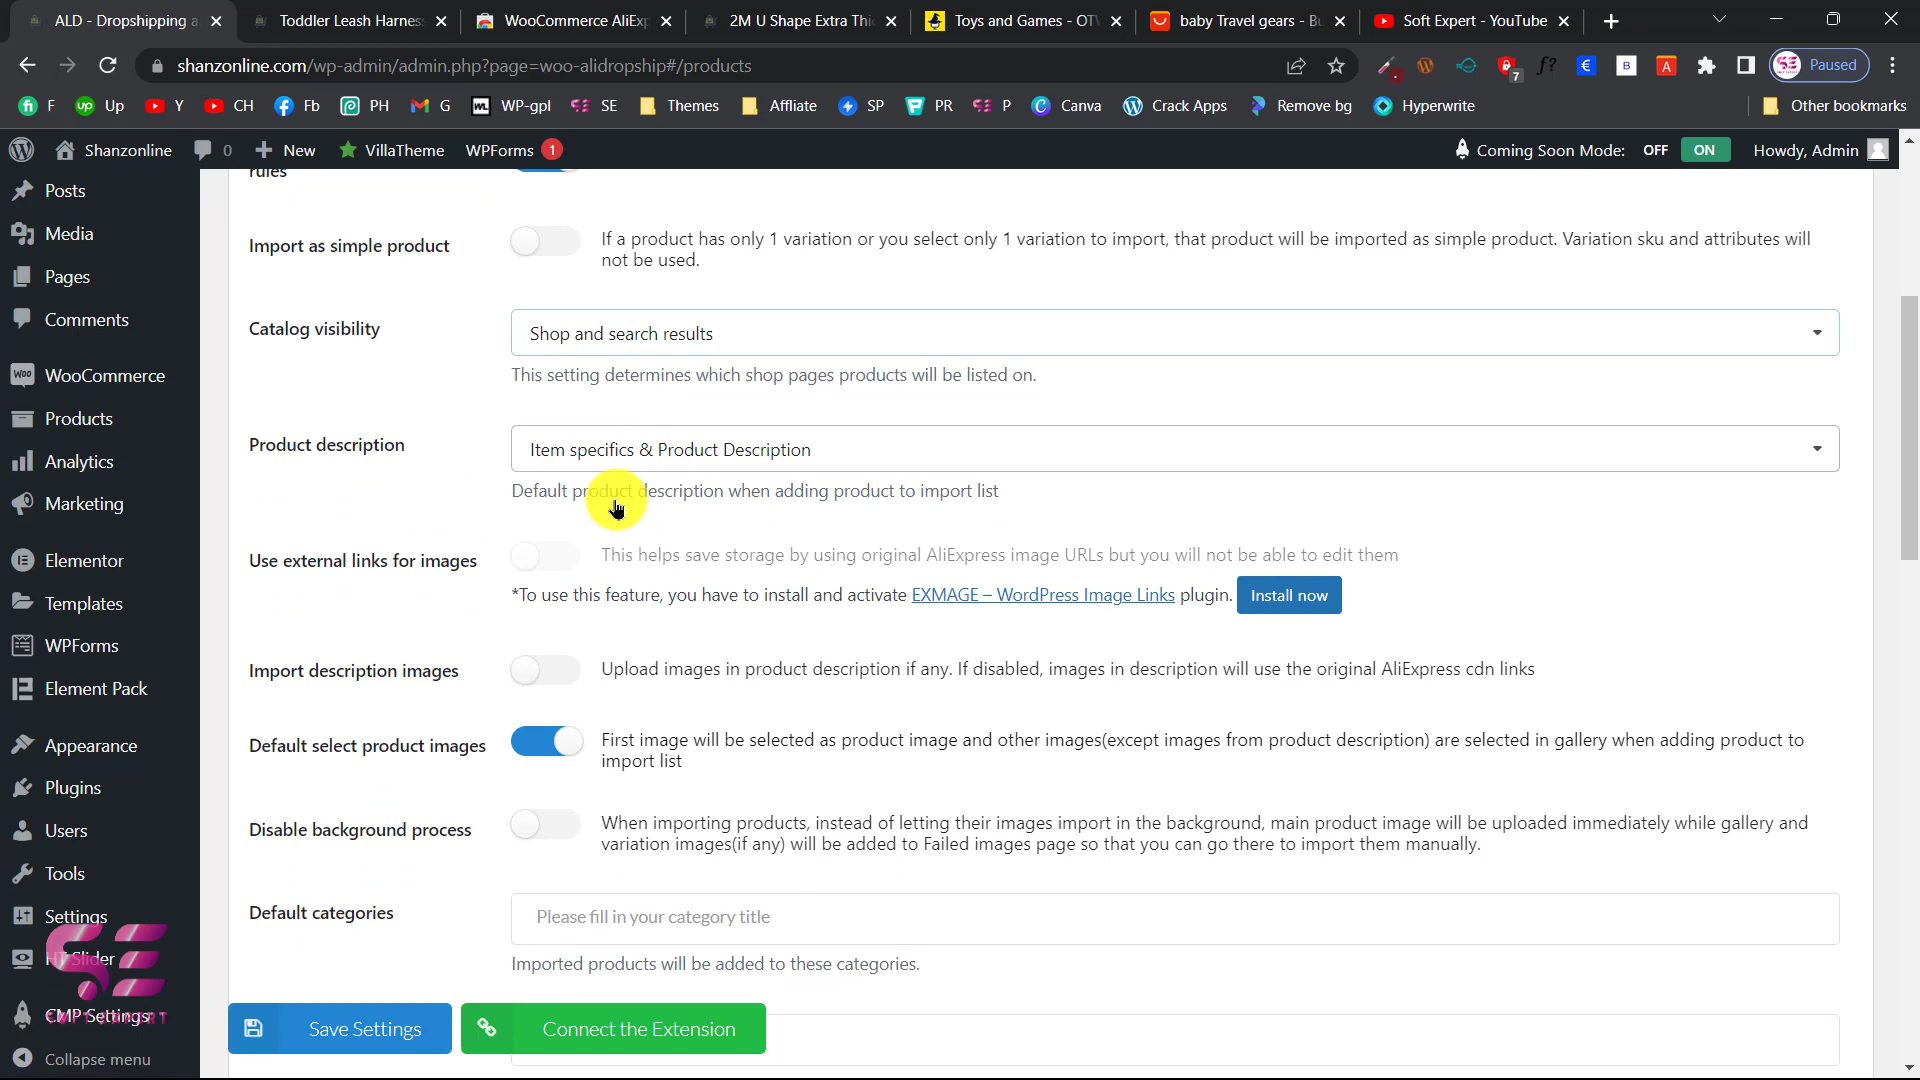 ALD - Dropshipping a
Toddler Leash Harnes
WooCommerce AliExp
2M U Shape Extra Thi
Toys and Games - OTV
baby Travel gears - Bu
Soft Expert - YouTube
shanzonline.com/wp-admin/admin.php?page=woo-alidropship#/products
7
Paused
F
Up
Y
CH
Fb
PH
G
WP-gpl
SE
Themes
Affliate
SP
PR
P
Canva
Crack Apps
Remove bg
Hyperwrite
Other bookmarks
Shanzonline
0
New
VillaTheme
WPForms 1
Coming Soon Mode: OFF ON
Howdy, Admin
Posts
Media
Pages
Comments
WooCommerce
Products
Analytics
Marketing
Elementor
Templates
WPForms
Element Pack
Appearance
Plugins
Users
Tools
Settings
HT Slider
CMP Settings
Collapse menu
rules
Import as simple product
If a product has only 1 variation or you select only 1 variation to import, that product will be imported as simple product. Variation sku and attributes will
not be used.
Catalog visibility
Shop and search results
This setting determines which shop pages products will be listed on.
Product description
Item specifics & Product Description
Default product description when adding product to import list
Use external links for images
This helps save storage by using original AliExpress image URLs but you will not be able to edit them
*To use this feature, you have to install and activate EXMAGE – WordPress Image Links plugin. Install now
Import description images
Upload images in product description if any. If disabled, images in description will use the original AliExpress cdn links
Default select product images
First image will be selected as product image and other images(except images from product description) are selected in gallery when adding product to
import list
Disable background process
When importing products, instead of letting their images import in the background, main product image will be uploaded immediately while gallery and
variation images(if any) will be added to Failed images page so that you can go there to import them manually.
Default categories
Please fill in your category title
Imported products will be added to these categories.
Save Settings
Connect the Extension